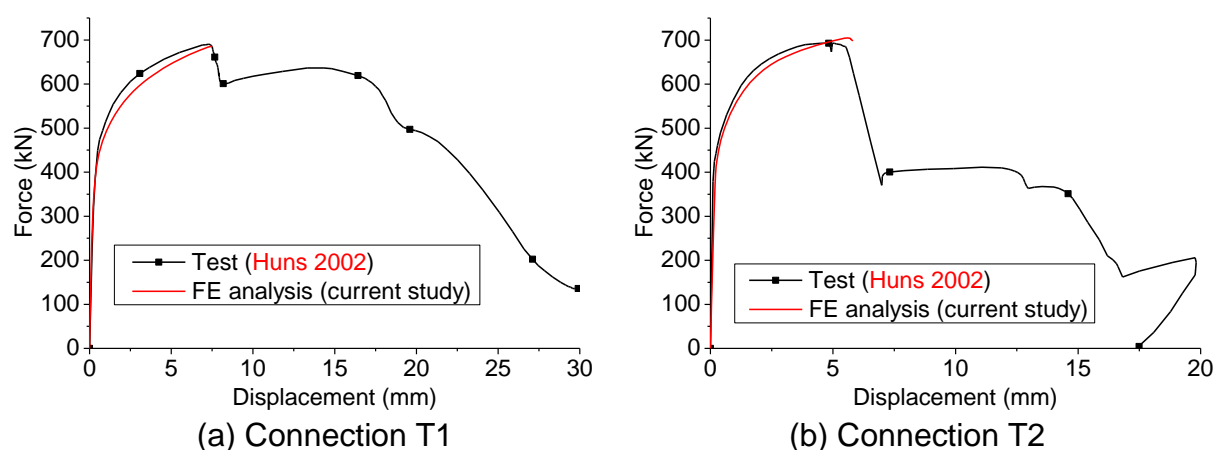 700
600
500
400
300
200
100
0
Force (kN)
Test (Huns 2002)
FE analysis (current study)
0 5 10 15 20 25 30
Displacement (mm)
(a) Connection T1
700
600
500
400
300
200
100
0
Force (kN)
Test (Huns 2002)
FE analysis (current study)
0 5 10 15 20
Displacement (mm)
(b) Connection T2